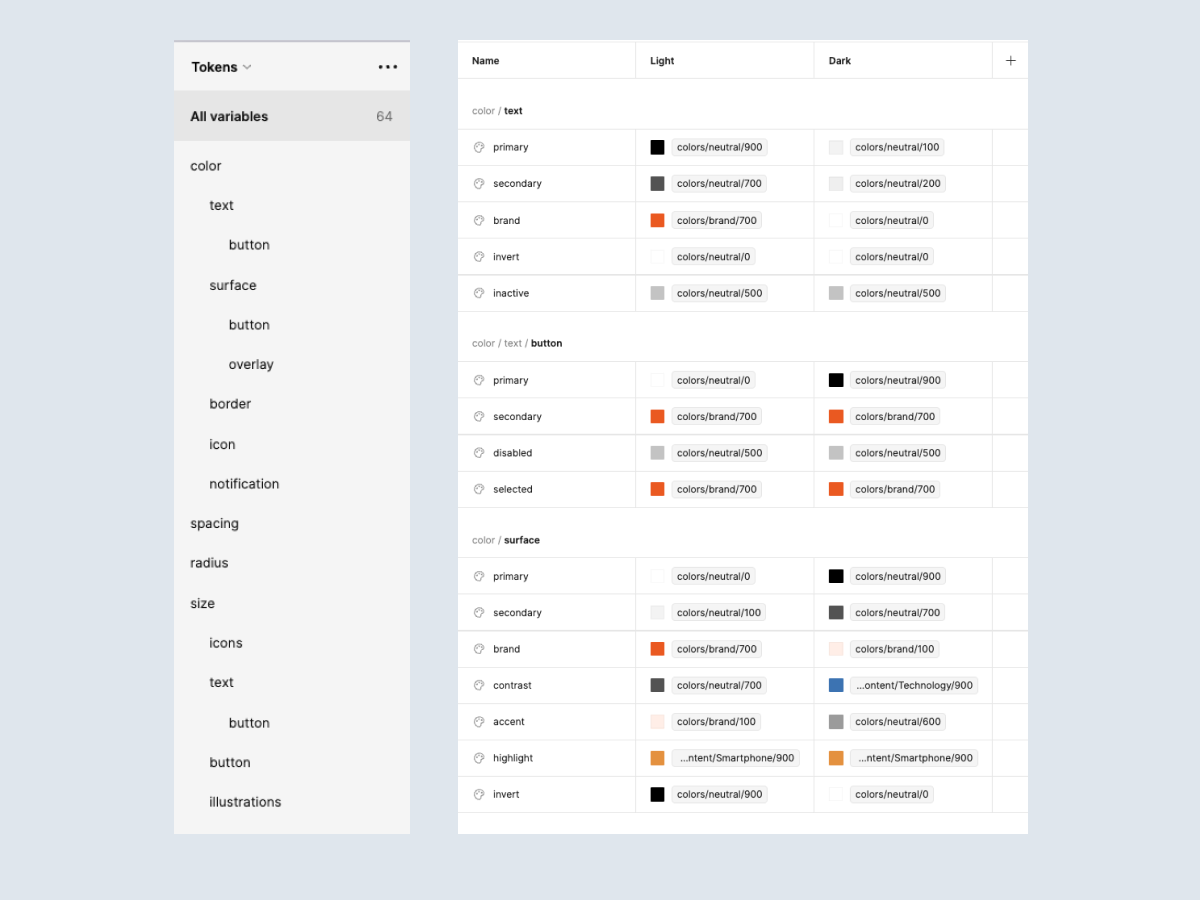 Tokens
All variables 64
color
text
button
surface
button
overlay
border
icon
notification
spacing
radius
size
icons
text
button
button
illustrations
Name Light Dark
color / text
primary colors/neutral/900 colors/neutral/100
secondary colors/neutral/700 colors/neutral/200
brand colors/brand/700 colors/neutral/0
invert colors/neutral/0 colors/neutral/0
inactive colors/neutral/500 colors/neutral/500
color / text / button
primary colors/neutral/0 colors/neutral/900
secondary colors/brand/700 colors/brand/700
disabled colors/neutral/500 colors/neutral/500
selected colors/brand/700 colors/brand/700
color / surface
primary colors/neutral/0 colors/neutral/900
secondary colors/neutral/100 colors/neutral/700
brand colors/brand/700 colors/brand/100
contrast colors/neutral/700 ...ontent/Technology/900
accent colors/brand/100 colors/neutral/600
highlight ...ntent/Smartphone/900 ...ntent/Smartphone/900
invert colors/neutral/900 colors/neutral/0